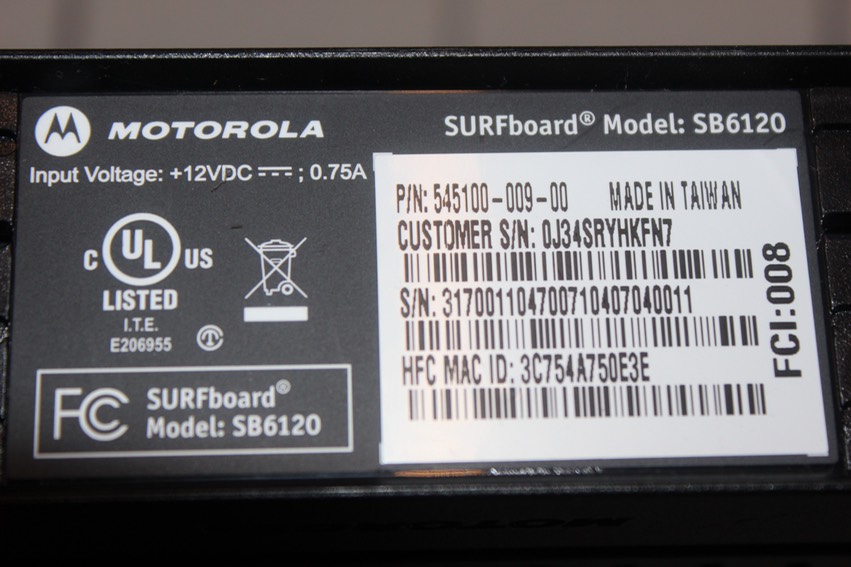 MOTOROLA
SURFboard® Model: SB6120
Input Voltage: +12VDC ⎓ ; 0.75A
P/N: 545100-009-00 MADE IN TAIWAN
CUSTOMER S/N: 0J34SRYHKFN7
S/N: 317001104700710407040011
HFC MAC ID: 3C754A750E3E
FCI:008
C UL US
LISTED
I.T.E.
E206955
FC
SURFboard®
Model: SB6120